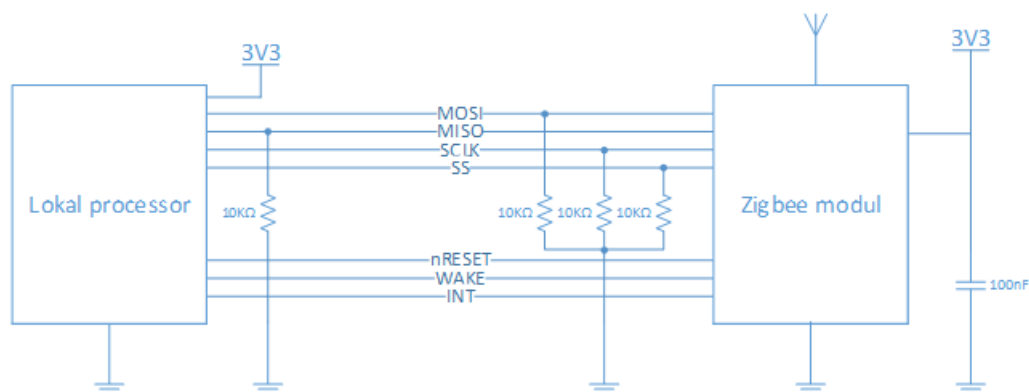 3V3
3V3
MOSI
MISO
SCLK
SS
Lokal processor
10KΩ
10KΩ
10KΩ
10KΩ
Zigbee modul
nRESET
WAKE
INT
100nF